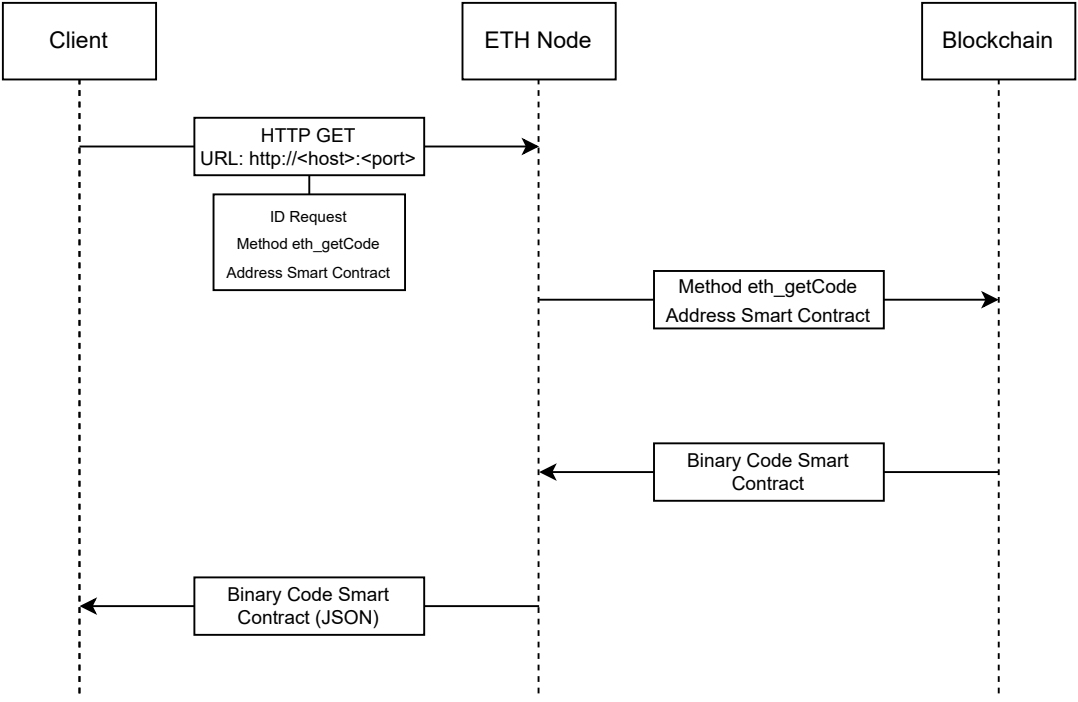 Client
ETH Node
Blockchain
HTTP GET
URL: http://<host>:<port>
ID Request
Method eth_getCode
Address Smart Contract
Method eth_getCode
Address Smart Contract
Binary Code Smart
Contract
Binary Code Smart
Contract (JSON)